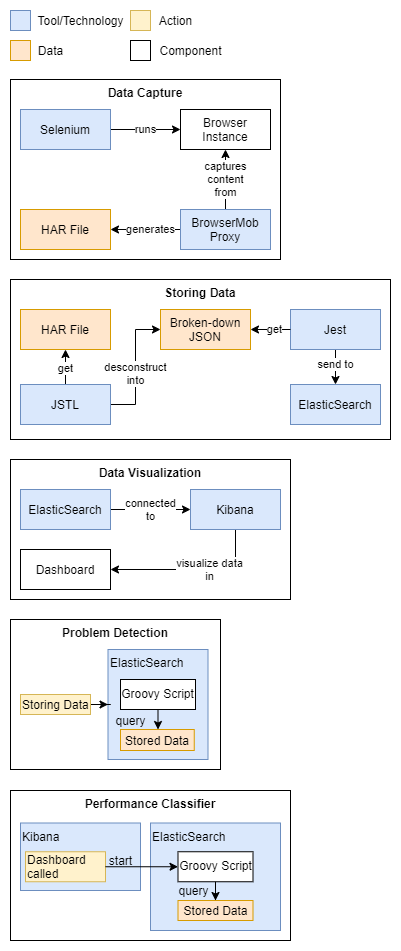 Tool/Technology
Action
Data
Component
Data Capture
Selenium
runs
Browser
Instance
captures
content
from
HAR File
generates
BrowserMob
Proxy
Storing Data
HAR File
Broken-down
JSON
get
Jest
get
desconstruct
into
send to
JSTL
ElasticSearch
Data Visualization
ElasticSearch
connected
to
Kibana
Dashboard
visualize data
in
Problem Detection
ElasticSearch
Groovy Script
Storing Data
query
Stored Data
Performance Classifier
Kibana
ElasticSearch
Dashboard
called
start
Groovy Script
query
Stored Data